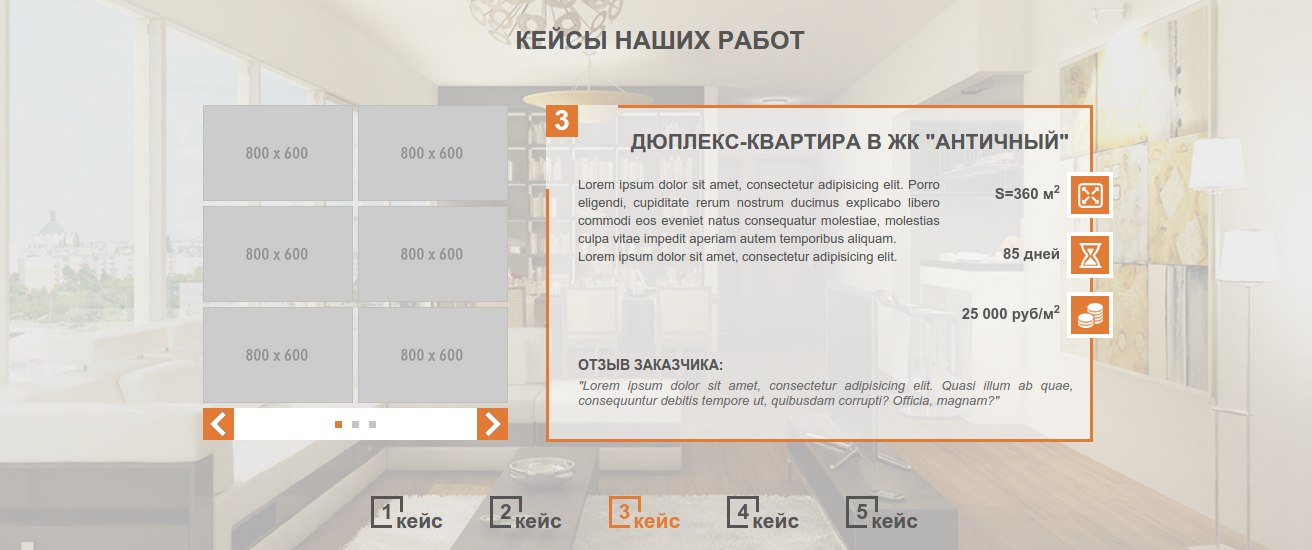 КЕЙСЫ НАШИХ РАБОТ
800 x 600
800 x 600
800 x 600
800 x 600
800 x 600
800 x 600
3
ДЮПЛЕКС-КВАРТИРА В ЖК "АНТИЧНЫЙ"
Lorem ipsum dolor sit amet, consectetur adipisicing elit. Porro
eligendi, cupiditate rerum nostrum ducimus explicabo libero
commodi eos eveniet natus consequatur molestiae, molestias
culpa vitae impedit aperiam autem temporibus aliquam.
Lorem ipsum dolor sit amet, consectetur adipisicing elit.
S=360 м²
85 дней
25 000 руб/м²
ОТЗЫВ ЗАКАЗЧИКА:
"Lorem ipsum dolor sit amet, consectetur adipisicing elit. Quasi illum ab quae,
consequuntur debitis tempore ut, quibusdam corrupti? Officia, magnam?"
1 кейс
2 кейс
3 кейс
4 кейс
5 кейс